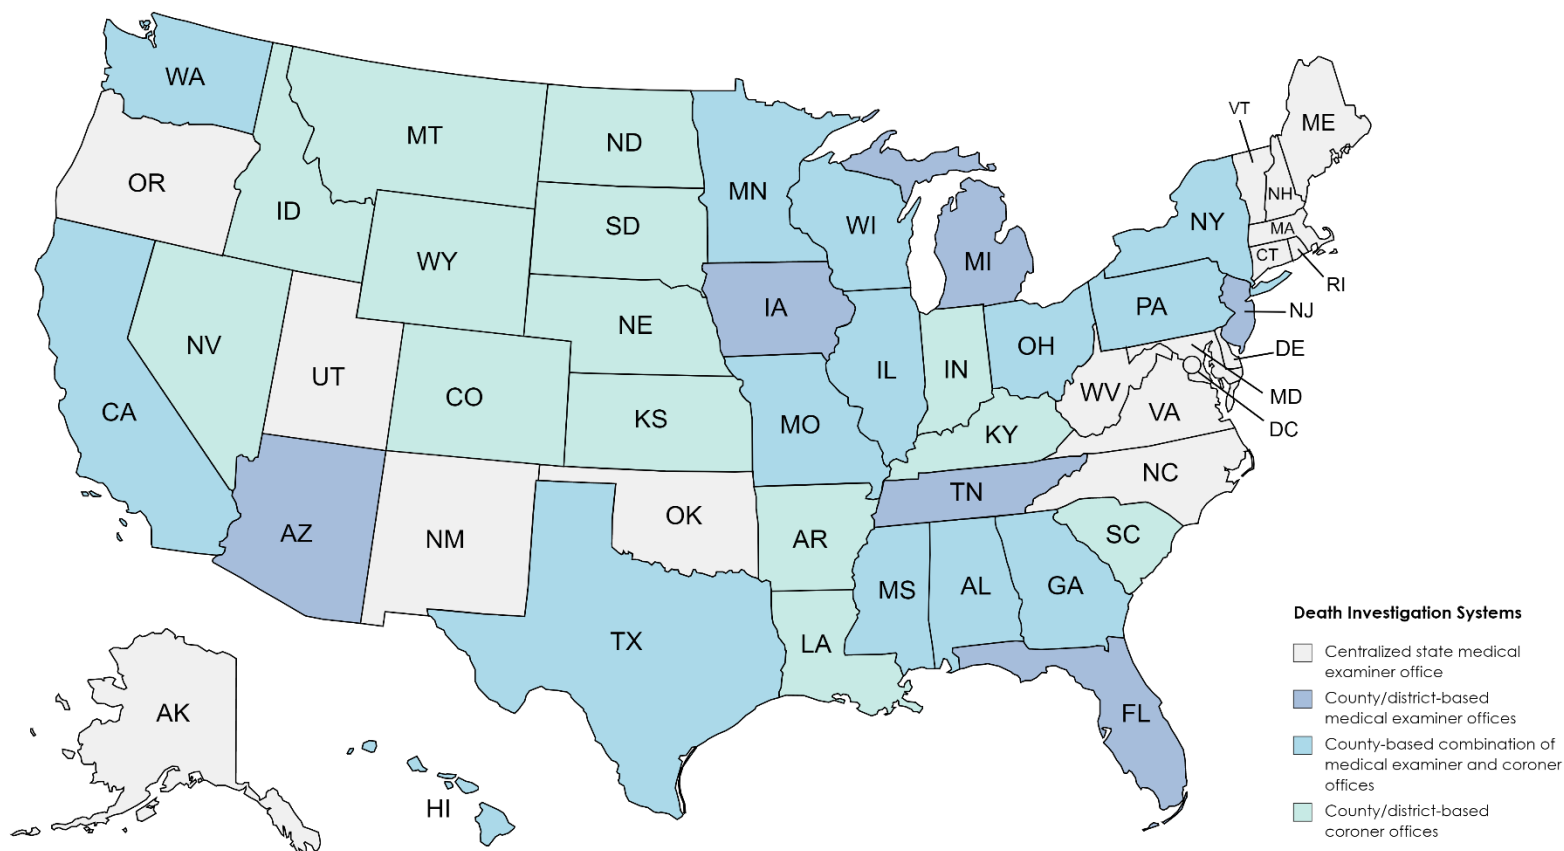 WA
VT
ME
MT
ND
OR
MN
NH
ID
SD
WI
NY
MA
CT
WY
MI
RI
IA
PA
NJ
NE
NV
OH
DE
UT
IL
IN
WV
MD
CO
CA
VA
KS
MO
DC
KY
NC
TN
OK
AZ
NM
AR
SC
MS
AL
GA
TX
LA
AK
FL
HI
Death Investigation Systems
Centralized state medical
examiner office
County/district-based
medical examiner offices
County-based combination of
medical examiner and coroner
offices
County/district-based
coroner offices